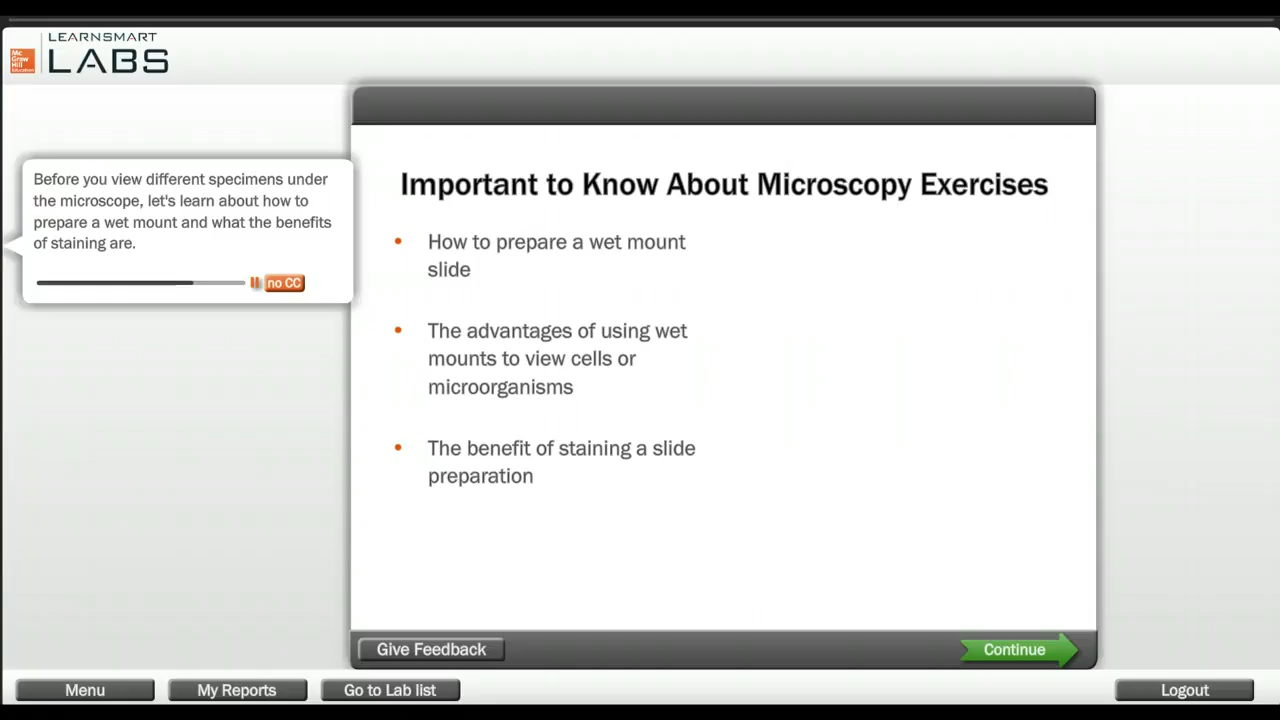 LEARNSMART
LABS
Mc
Graw
Hill
Education
Before you view different specimens under
the microscope, let's learn about how to
prepare a wet mount and what the benefits
of staining are.
no CC
Important to Know About Microscopy Exercises
• How to prepare a wet mount
slide
• The advantages of using wet
mounts to view cells or
microorganisms
• The benefit of staining a slide
preparation
Give Feedback
Continue
Menu
My Reports
Go to Lab list
Logout